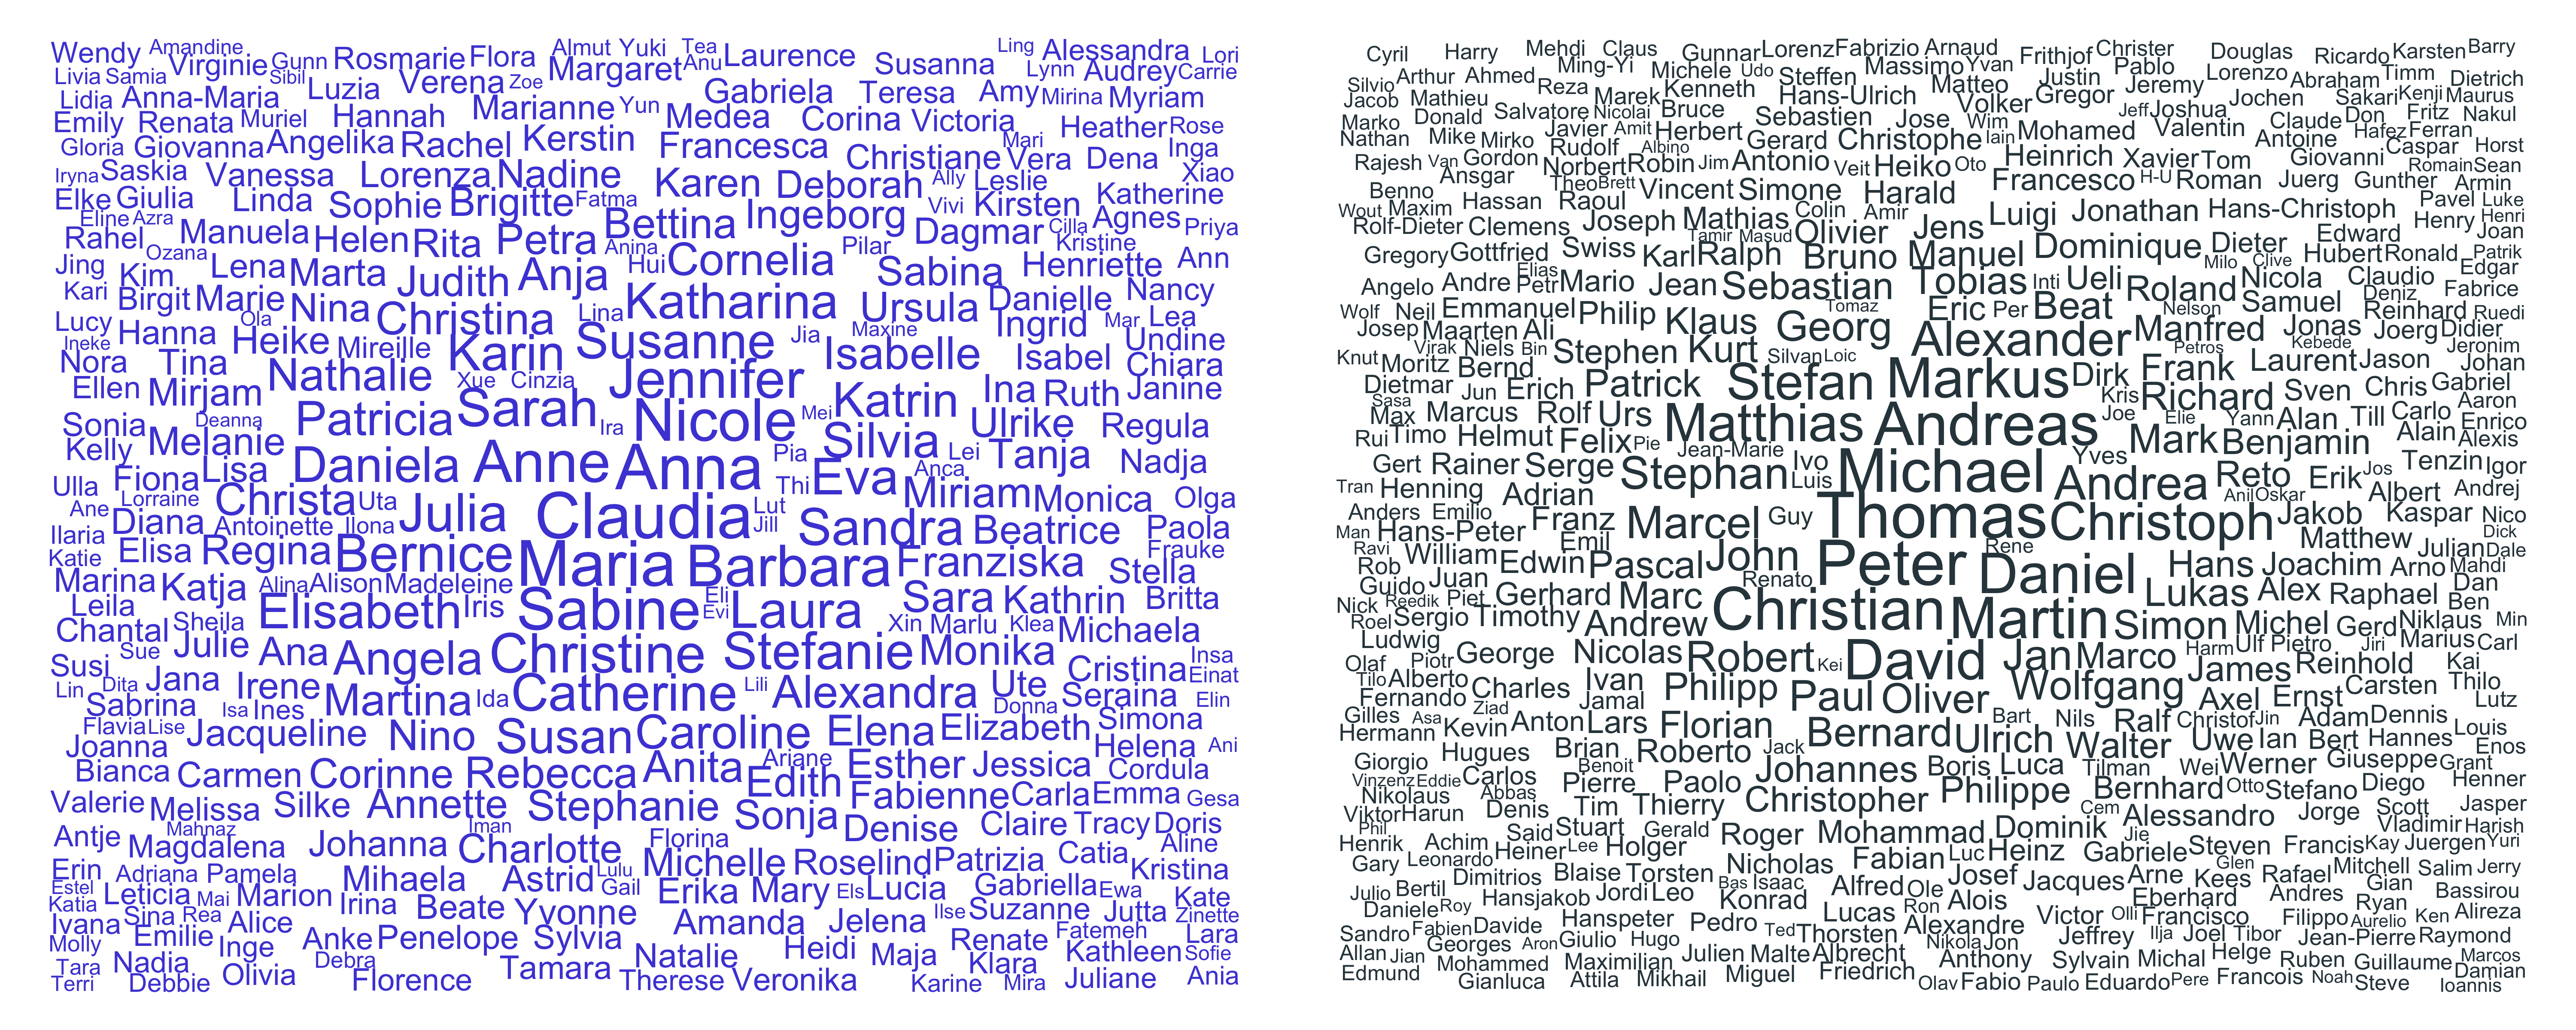 Wendy Amandine Gunn Rosmarie Flora Almut Yuki Tea Laurence Susanna Ling Alessandra Lori
Livia Samia Virginie Sibil Luzia Verena Zoe Margaret Anu Lynn Audrey Carrie
Lidia Anna-Maria Gabriela Teresa Amy Mirina Myriam
Emily Renata Muriel Hannah Marianne Yun Medea Corina Victoria Heather Rose
Gloria Giovanna Angelika Rachel Kerstin Francesca Christiane Mari Vera Dena Inga
Iryna Saskia Vanessa Lorenza Nadine Karen Deborah Ally Leslie Xiao
Elke Giulia Linda Sophie Brigitte Fatma Vivi Kirsten Katherine
Eline Azra Bettina Ingeborg Cilla Agnes Priya
Rahel Manuela Helen Rita Petra Anina Pilar Dagmar Kristine
Ozana Jing Kim Lena Marta Judith Anja Hui Cornelia Sabina Henriette Ann
Kari Birgit Marie Nina Christina Lina Katharina Ursula Danielle Nancy
Lucy Hanna Ola Heike Mireille Karin Susanne Jia Maxine Ingrid Mar Lea
Ineke Nora Tina Nathalie Xue Cinzia Jennifer Isabelle Isabel Undine Chiara
Ellen Mirjam Patricia Sarah Ira Nicole Mei Katrin Ina Ruth Janine
Sonia Deanna Kelly Melanie Silvia Ulrike Regula
Ulla Fiona Lisa Daniela Anne Anna Pia Lei Tanja Nadja
Ane Lorraine Christa Uta Thi Eva Anca Miriam Monica Olga
Ilaria Diana Antoinette Ilona Julia Claudia Lut Jill Sandra Beatrice Paola
Katie Elisa Regina Bernice Maria Barbara Franziska Frauke Stella
Marina Katja Alina Alison Madeleine
Leila Elisabeth Iris Sabine Eli Evi Laura Sara Kathrin Britta
Chantal Sheila Xin Marlu Klea Michaela
Susi Sue Julie Ana Angela Christine Stefanie Monika Cristina Insa Einat
Lin Dita Jana Irene Martina Ida Catherine Lili Alexandra Ute Seraina Elin
Sabrina Isa Ines Donna Simona
Flavia Lise Jacqueline Nino Susan Caroline Elena Elizabeth
Joanna Helena Ani
Bianca Carmen Corinne Rebecca Anita Ariane Edith Esther Jessica Cordula
Valerie Melissa Silke Annette Stephanie Sonja Fabienne Carla Emma Gesa
Antje Mahnaz Iman Florina Denise Claire Tracy Doris
Magdalena Johanna Charlotte Michelle Roselind Patrizia Catia Aline
Erin Adriana Pamela Mihaela Astrid Lulu Kristina
Estel Katia Leticia Mai Marion Irina Gail Erika Mary Els Lucia Gabriella Ewa Kate
Ivana Sina Rea Alice Beate Yvonne Amanda Jelena Ilse Suzanne Jutta Zinette
Molly Emilie Inge Anke Penelope Sylvia Natalie Heidi Maja Renate Fatemeh Lara
Tara Nadia Debra Klara Kathleen Sofie
Terri Debbie Olivia Florence Tamara Therese Veronika Karine Mira Juliane Ania
Cyril Harry Mehdi Claus Gunnar Lorenz Fabrizio Arnaud Frithjof Christer Douglas Ricardo Karsten Barry
Silvio Arthur Ahmed Ming-Yi Michele Udo Steffen Massimo Yvan Justin Pablo Lorenzo Abraham Timm Dietrich
Jacob Mathieu Reza Marek Kenneth Hans-Ulrich Matteo Gregor Jeremy Jochen Sakari Kenji Maurus
Marko Donald Salvatore Nicolai Bruce Sebastien Jose Volker Wim Jeff Joshua Claude Don Fritz Nakul
Nathan Mike Mirko Javier Amit Herbert Gerard Christophe Iain Mohamed Valentin Antoine Hafez Ferran
Rudolf Albino Caspar Horst
Rajesh Van Gordon Norbert Robin Jim Antonio Veit Heiko Oto Heinrich Xavier Tom Giovanni Romain Sean
Ansgar Theo Brett Francesco H-U Roman Juerg Gunther Armin
Benno Hassan Raoul Vincent Simone Harald Pavel Luke
Wout Maxim Joseph Mathias Colin Amir Luigi Jonathan Hans-Christoph Henry Henri
Rolf-Dieter Clemens Tamir Masud Olivier Jens Edward Joan
Gregory Gottfried Swiss Karl Ralph Bruno Manuel Dominique Dieter Hubert Ronald Patrik
Angelo Andre Elias Petr Mario Jean Sebastian Tobias Inti Ueli Milo Clive Roland Nicola Claudio Edgar
Wolf Neil Emmanuel Philip Tomaz Eric Per Beat Nelson Samuel Deniz Fabrice Reinhard Ruedi
Josep Maarten Ali Klaus Georg Alexander Manfred Jonas Joerg Didier
Knut Virak Niels Bin Stephen Kurt Silvan Loic Petros Kebede Jeronim
Moritz Bernd Frank Laurent Jason Johan
Dietmar Jun Erich Patrick Stefan Markus Dirk Richard Sven Chris Gabriel
Sasa Max Marcus Rolf Urs Matthias Andreas Kris Joe Elie Yann Alan Till Carlo Aaron Enrico
Rui Timo Helmut Felix Pie Jean-Marie Mark Benjamin Alain Alexis
Gert Rainer Serge Stephan Ivo Luis Michael Andrea Yves Reto Erik Jos Tenzin Igor
Tran Henning Adrian Anil Oskar Albert Andrej
Anders Emilio Franz Marcel Guy Thomas Christoph Jakob Kaspar Nico
Man Hans-Peter Emil Matthew Dick
Ravi Rob William Edwin Pascal John Peter Rene Daniel Hans Joachim Julian Dale
Guido Juan Renato Arno Mahdi Dan
Nick Reedik Piet Gerhard Marc Christian Martin Lukas Alex Raphael Ben
Roel Sergio Timothy Andrew Simon Michel Gerd Niklaus Min
Ludwig George Nicolas Robert Kei David Jan Marco Harm Ulf Pietro Jiri Marius Carl
Olaf Piotr James Reinhold Kai
Tilo Alberto Ivan Philipp Paul Oliver Wolfgang Axel Ernst Carsten Thilo
Fernando Charles Ziad Jamal Lutz
Gilles Asa Kevin Anton Lars Florian Bernard Bart Nils Ralf Christof Jin Adam Dennis Louis
Hermann Hugues Brian Roberto Jack Ulrich Walter Uwe Ian Bert Hannes Enos
Giorgio Benoit Johannes Boris Luca Tilman Wei Werner Giuseppe Grant
Vinzenz Eddie Carlos Pierre Paolo Christopher Philippe Bernhard Otto Stefano Diego Henner
Nikolaus Abbas Denis Tim Thierry Cem Alessandro Jorge Scott Jasper
Viktor Harun Phil Said Stuart Gerald Roger Mohammad Dominik Jie Vladimir Harish
Henrik Achim Heiner Lee Holger Nicholas Fabian Luc Heinz Gabriele Steven Francis Kay Juergen Yuri
Gary Leonardo Dimitrios Blaise Torsten Bas Isaac Alfred Ole Josef Jacques Arne Glen Kees Rafael Mitchell Salim Jerry
Julio Bertil Hansjakob Jordi Leo Konrad Ron Alois Eberhard Andres Gian Ryan Bassirou
Daniele Roy Hanspeter Pedro Lucas Alexandre Victor Olli Francisco Filippo Aurelio Ken Alireza
Sandro Fabien Davide Ted Thorsten Jeffrey Ilja Joel Tibor Jean-Pierre Raymond
Allan Jian Georges Aron Giulio Hugo Julien Malte Albrecht Nikola Jon Sylvain Michal Helge Ruben Guillaume Marcos
Edmund Mohammed Maximilian Anthony Damian
Gianluca Attila Mikhail Miguel Friedrich Olav Fabio Paulo Eduardo Pere Francois Noah Steve Ioannis